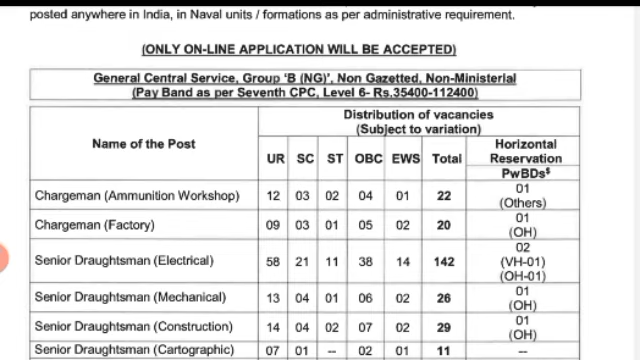 posted anywhere in India, in Naval units / formations as per administrative requirement.
(ONLY ON-LINE APPLICATION WILL BE ACCEPTED)
General Central Service, Group 'B (NG)', Non Gazetted, Non-Ministerial
(Pay Band as per Seventh CPC, Level 6- Rs.35400-112400)
Name of the Post
Distribution of vacancies
(Subject to variation)
UR SC ST OBC EWS Total Horizontal Reservation PwBDs$
Chargeman (Ammunition Workshop) 12 03 02 04 01 22 01 (Others)
Chargeman (Factory) 09 03 01 05 02 20 01 (OH)
Senior Draughtsman (Electrical) 58 21 11 38 14 142 02 (VH-01) (OH-01)
Senior Draughtsman (Mechanical) 13 04 01 06 02 26 01 (OH)
Senior Draughtsman (Construction) 14 04 02 07 02 29 01 (OH)
Senior Draughtsman (Cartographic) 07 01 -- 02 01 11 --